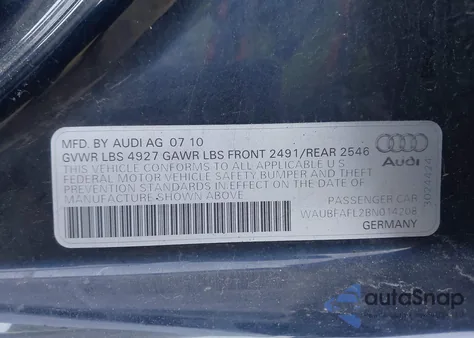 MFD. BY AUDI AG 07 10
GVWR LBS 4927 GAWR LBS FRONT 2491/REAR 2546
THIS VEHICLE CONFORMS TO ALL APPLICABLE U S
FEDERAL MOTOR VEHICLE SAFETY BUMPER AND THEFT
PREVENTION STANDARDS IN EFFECT ON THE DATE OF
MANUFACTURE SHOWN ABOVE
Audi
3024424
PASSENGER CAR
WAUBFAFL2BN014208
GERMANY
autoSnap